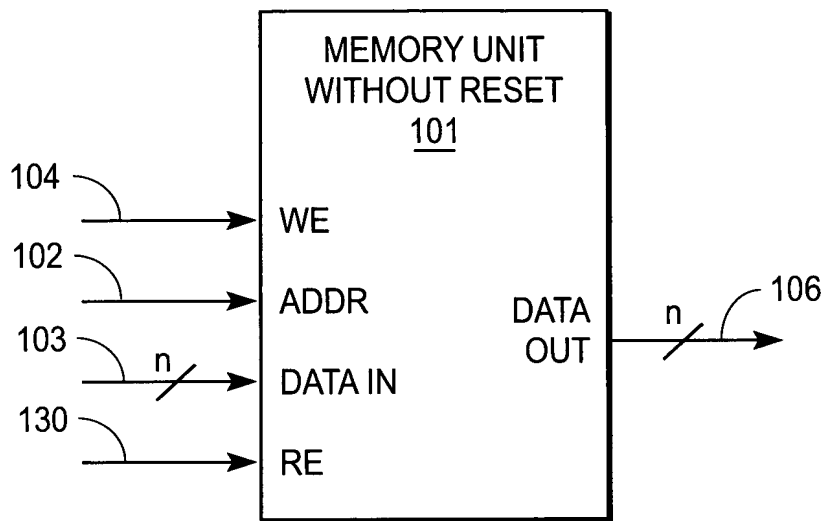 MEMORY UNIT
WITHOUT RESET
101
104
WE
102
ADDR
103
n
DATA IN
130
RE
DATA
OUT
n
106